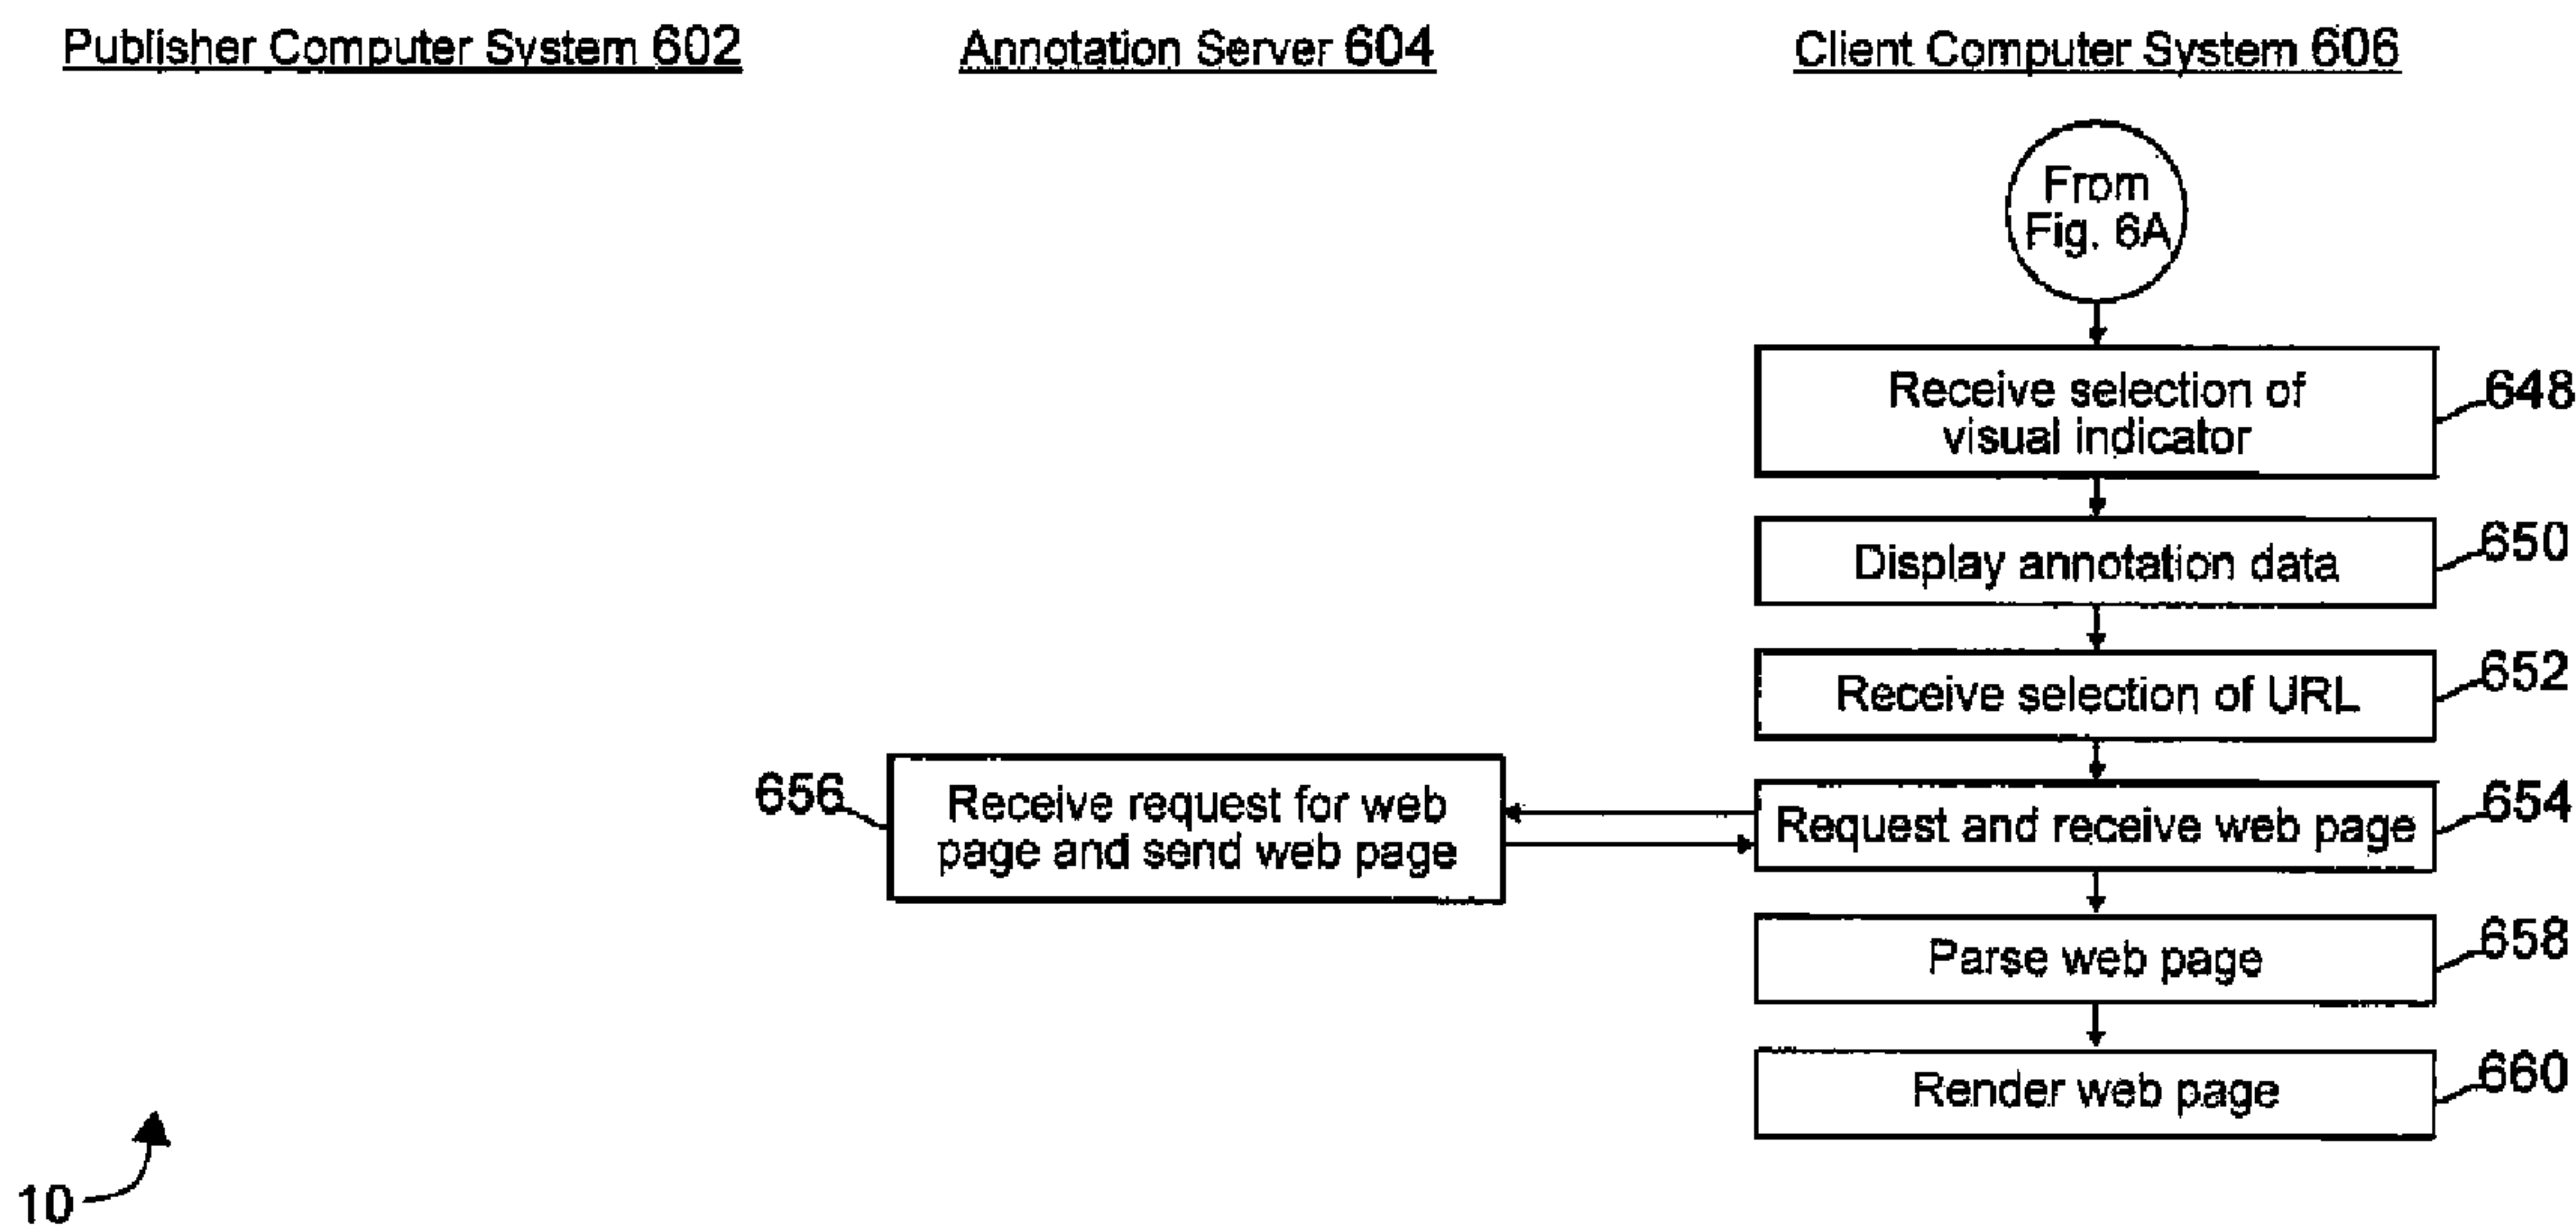 Publisher Computer System 602
Annotation Server 604
Client Computer System 606
From
Fig. 6A
Receive selection of
visual indicator
648
Display annotation data
650
Receive selection of URL
652
656
Receive request for web
page and send web page
Request and receive web page
654
Parse web page
658
Render web page
660
10